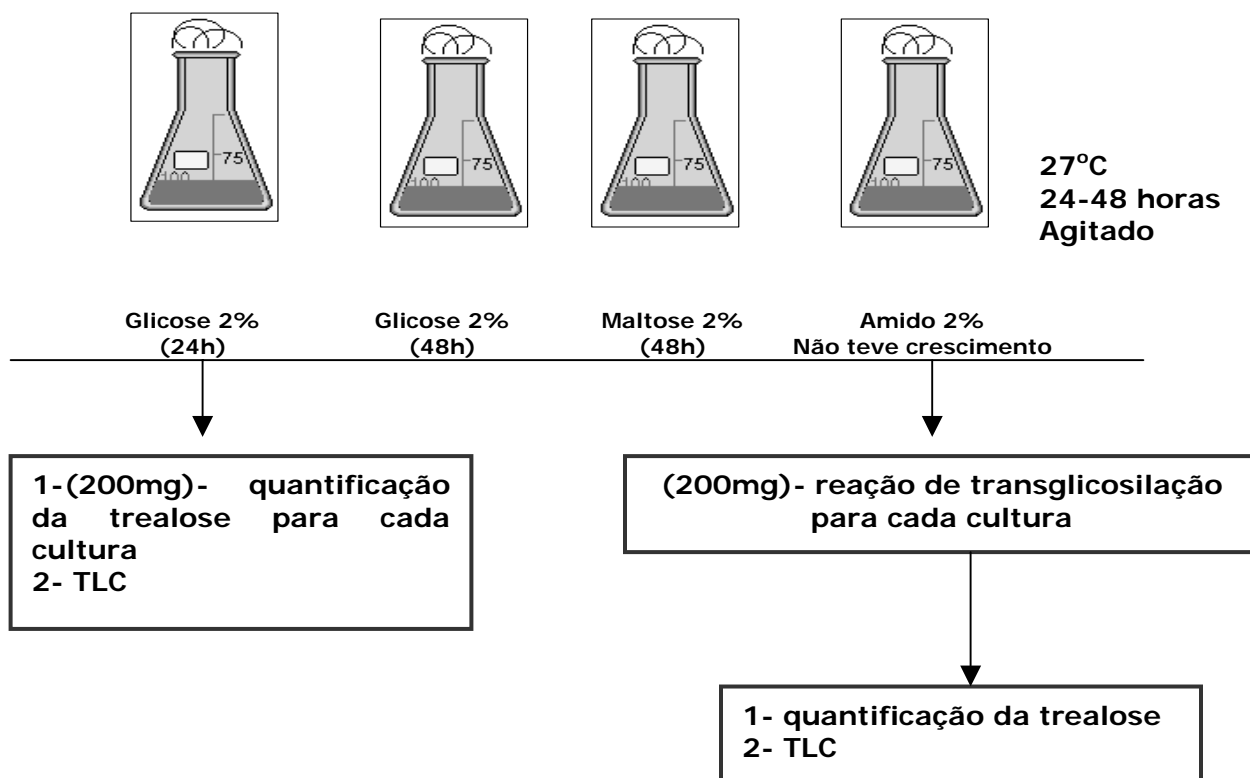 75
100
75
100
75
100
75
100
27°C
24-48 horas
Agitado
Glicose 2%
(24h)
Glicose 2%
(48h)
Maltose 2%
(48h)
Amido 2%
Não teve crescimento
1-(200mg)- quantificação
da trealose para cada
cultura
2- TLC
(200mg)- reação de transglicosilação
para cada cultura
1- quantificação da trealose
2- TLC